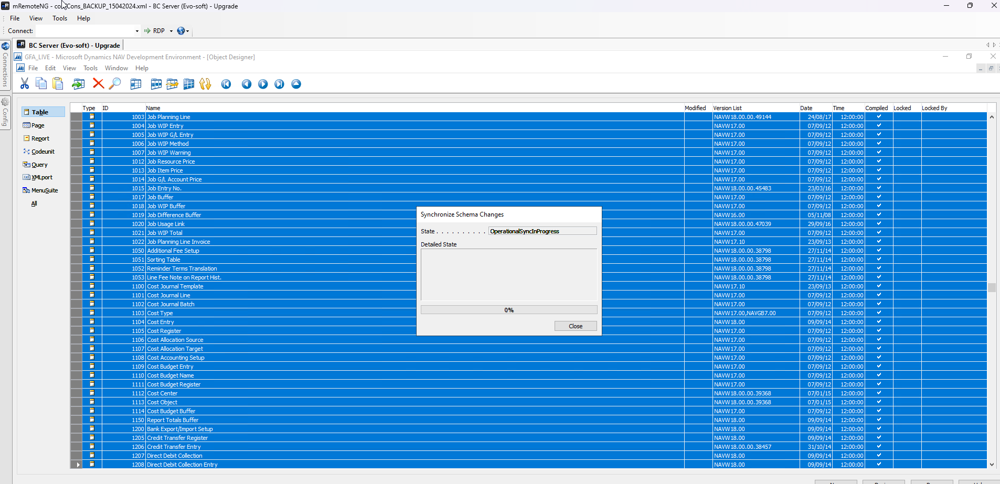 mRemoteNG - confCons_BACKUP_15042024.xml - BC Server (Evo-soft) - Upgrade
File View Tools Help
Connect: RDP
BC Server (Evo-soft) - Upgrade
Connections
Config
GFA_LIVE - Microsoft Dynamics NAV Development Environment - [Object Designer]
File Edit View Tools Window Help
Table
Page
Report
Codeunit
Query
XMLport
MenuSuite
All
Type ID Name Modified Version List Date Time Compiled Locked Locked By
1003 Job Planning Line NAVW18.00.00.49144 24/08/17 12:00:00
1004 Job WIP Entry NAVW17.00 07/09/12 12:00:00
1005 Job WIP G/L Entry NAVW17.00 07/09/12 12:00:00
1006 Job WIP Method NAVW17.00 07/09/12 12:00:00
1007 Job WIP Warning NAVW17.00 07/09/12 12:00:00
1012 Job Resource Price NAVW17.00 07/09/12 12:00:00
1013 Job Item Price NAVW17.00 07/09/12 12:00:00
1014 Job G/L Account Price NAVW17.00 07/09/12 12:00:00
1015 Job Entry No. NAVW18.00.00.45483 23/03/16 12:00:00
1017 Job Buffer NAVW17.00 07/09/12 12:00:00
1018 Job WIP Buffer NAVW17.00 07/09/12 12:00:00
1019 Job Difference Buffer NAVW16.00 05/11/08 12:00:00
1020 Job Usage Link NAVW18.00.00.47039 29/09/16 12:00:00
1021 Job WIP Total NAVW17.00 07/09/12 12:00:00
1022 Job Planning Line Invoice NAVW17.10 23/09/13 12:00:00
1050 Additional Fee Setup NAVW18.00.00.38798 27/11/14 12:00:00
1051 Sorting Table NAVW18.00.00.38798 27/11/14 12:00:00
1052 Reminder Terms Translation NAVW18.00.00.38798 27/11/14 12:00:00
1053 Line Fee Note on Report Hist. NAVW18.00.00.38798 27/11/14 12:00:00
1100 Cost Journal Template NAVW17.10 23/09/13 12:00:00
1101 Cost Journal Line NAVW17.00 07/09/12 12:00:00
1102 Cost Journal Batch NAVW17.00 07/09/12 12:00:00
1103 Cost Type NAVW17.00,NAVGB7.00 07/09/12 12:00:00
1104 Cost Entry NAVW18.00 09/09/14 12:00:00
1105 Cost Register NAVW17.00 07/09/12 12:00:00
1106 Cost Allocation Source NAVW17.00 07/09/12 12:00:00
1107 Cost Allocation Target NAVW17.00 07/09/12 12:00:00
1108 Cost Accounting Setup NAVW17.00 07/09/12 12:00:00
1109 Cost Budget Entry NAVW17.00 07/09/12 12:00:00
1110 Cost Budget Name NAVW17.00 07/09/12 12:00:00
1111 Cost Budget Register NAVW17.00 07/09/12 12:00:00
1112 Cost Center NAVW18.00.00.39368 07/01/15 12:00:00
1113 Cost Object NAVW18.00.00.39368 07/01/15 12:00:00
1114 Cost Budget Buffer NAVW17.00 07/09/12 12:00:00
1150 Report Totals Buffer NAVW18.00 09/09/14 12:00:00
1200 Bank Export/Import Setup NAVW18.00 09/09/14 12:00:00
1205 Credit Transfer Register NAVW18.00 09/09/14 12:00:00
1206 Credit Transfer Entry NAVW18.00.00.38457 31/10/14 12:00:00
1207 Direct Debit Collection NAVW18.00 09/09/14 12:00:00
1208 Direct Debit Collection Entry NAVW18.00 09/09/14 12:00:00
Synchronize Schema Changes
State . . . . . . . . . . OperationalSyncInProgress
Detailed State
0%
Close